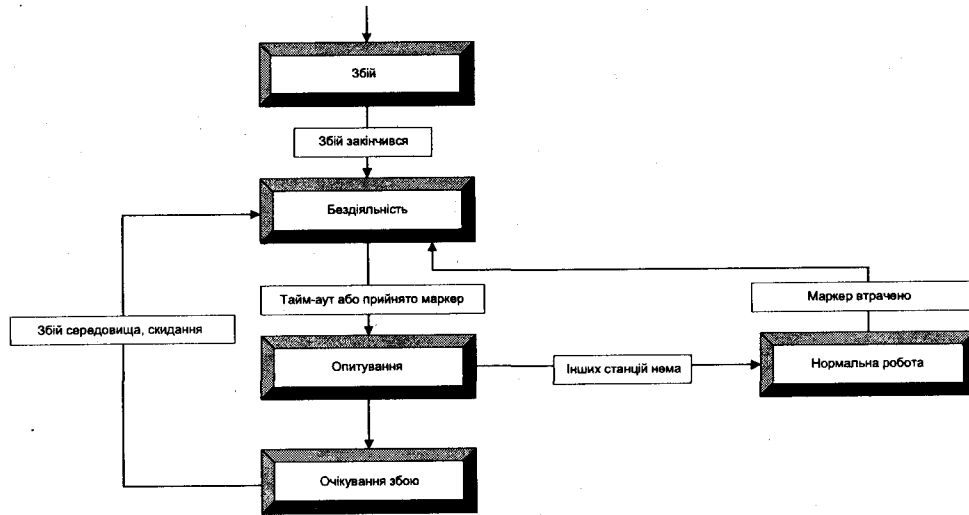 Збій
Збій закінчився
Бездіяльність
Тайм-аут або прийнято маркер
Маркер втрачено
Збій середовища, скидання
Опитування
Інших станцій нема
Нормальна робота
Очікування збою